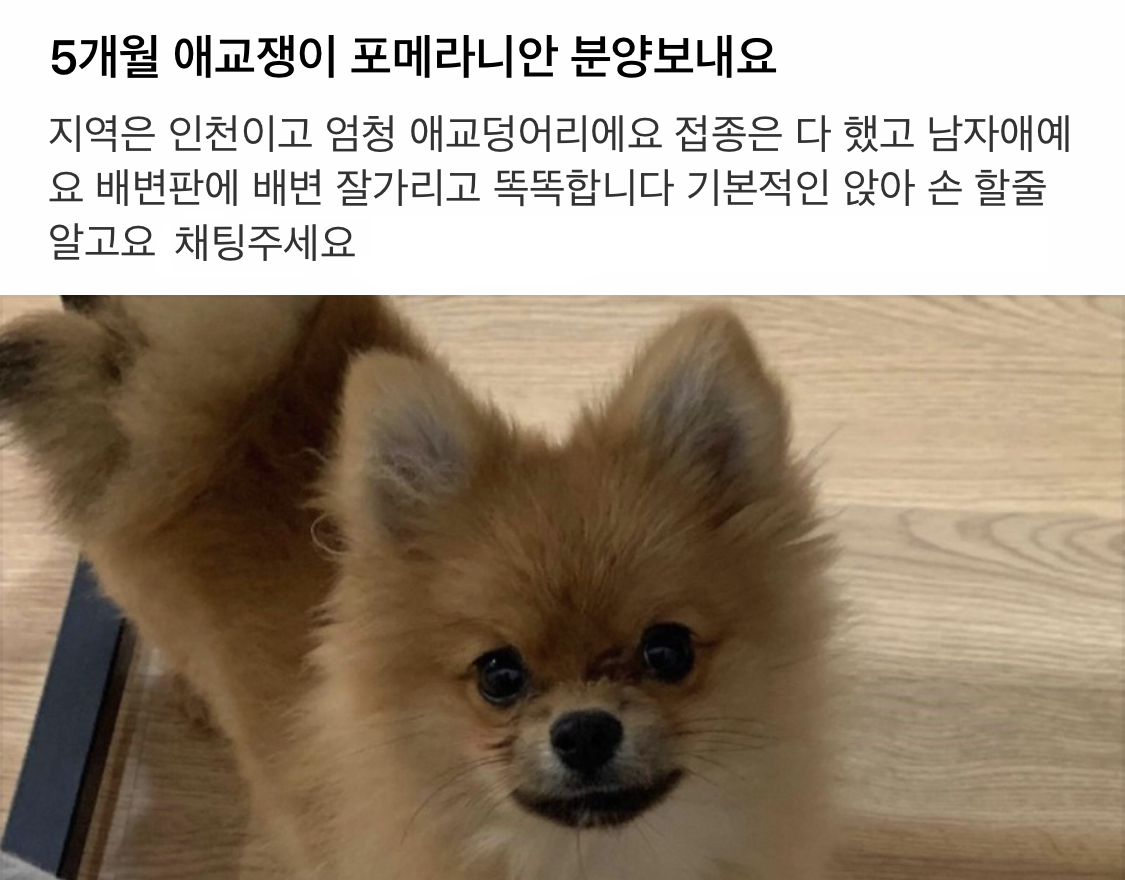 5개월 애교쟁이 포메라니안 분양보내요
지역은 인천이고 엄청 애교덩어리에요 접종은 다 했고 남자애예
요 배변판에 배변 잘가리고 똑똑합니다 기본적인 앉아 손 할줄
알고요 채팅주세요